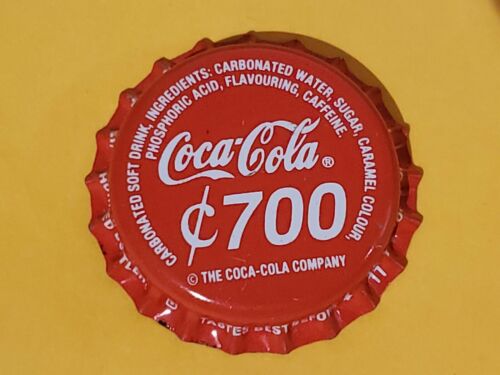 CARBONATED SOFT DRINK, INGREDIENTS: CARBONATED WATER, SUGAR, CARAMEL COLOUR,
PHOSPHORIC ACID, FLAVOURING, CAFFEINE.
Coca-Cola ®
¢700
© THE COCA-COLA COMPANY
TASTES BEST BEFOR